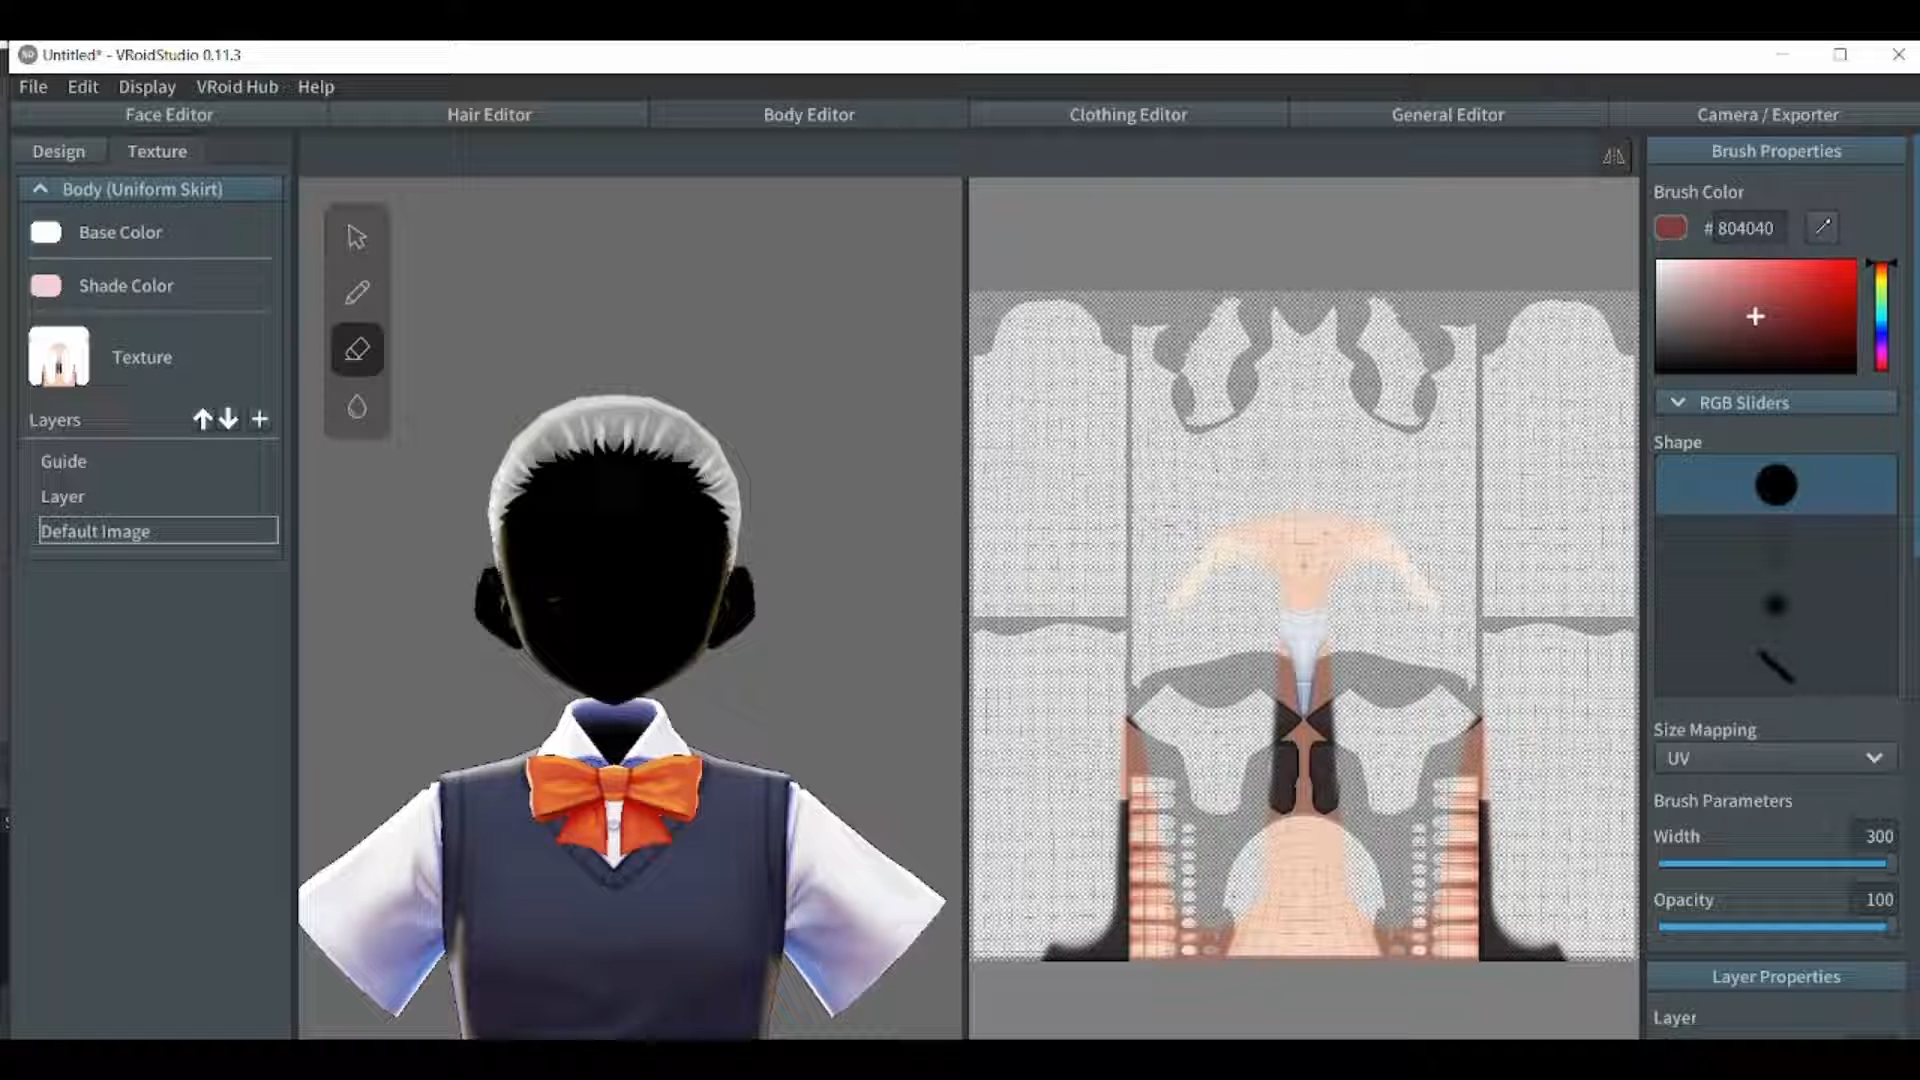 Untitled* - VRoidStudio 0.11.3
File Edit Display VRoid Hub Help
Face Editor Hair Editor Body Editor Clothing Editor General Editor Camera / Exporter
Design Texture
Body (Uniform Skirt)
Base Color
Shade Color
Texture
Layers
Guide
Layer
Default Image
Brush Properties
Brush Color
# 804040
RGB Sliders
Shape
Size Mapping
UV
Brush Parameters
Width 300
Opacity 100
Layer Properties
Layer